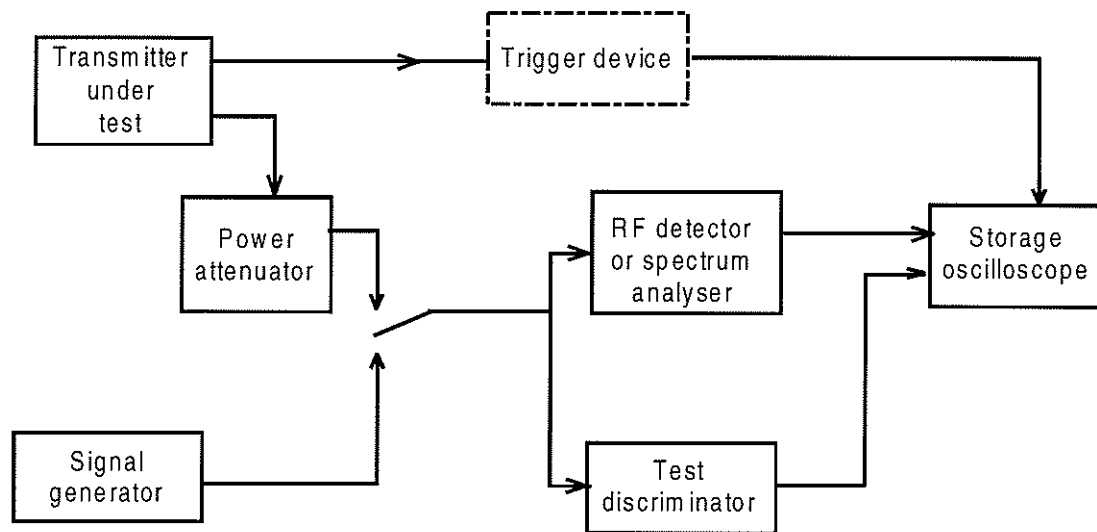 Transmitter
under
test
Trigger device
Power
attenuator
RF detector
or spectrum
analyser
Storage
oscilloscope
Signal
generator
Test
discriminator